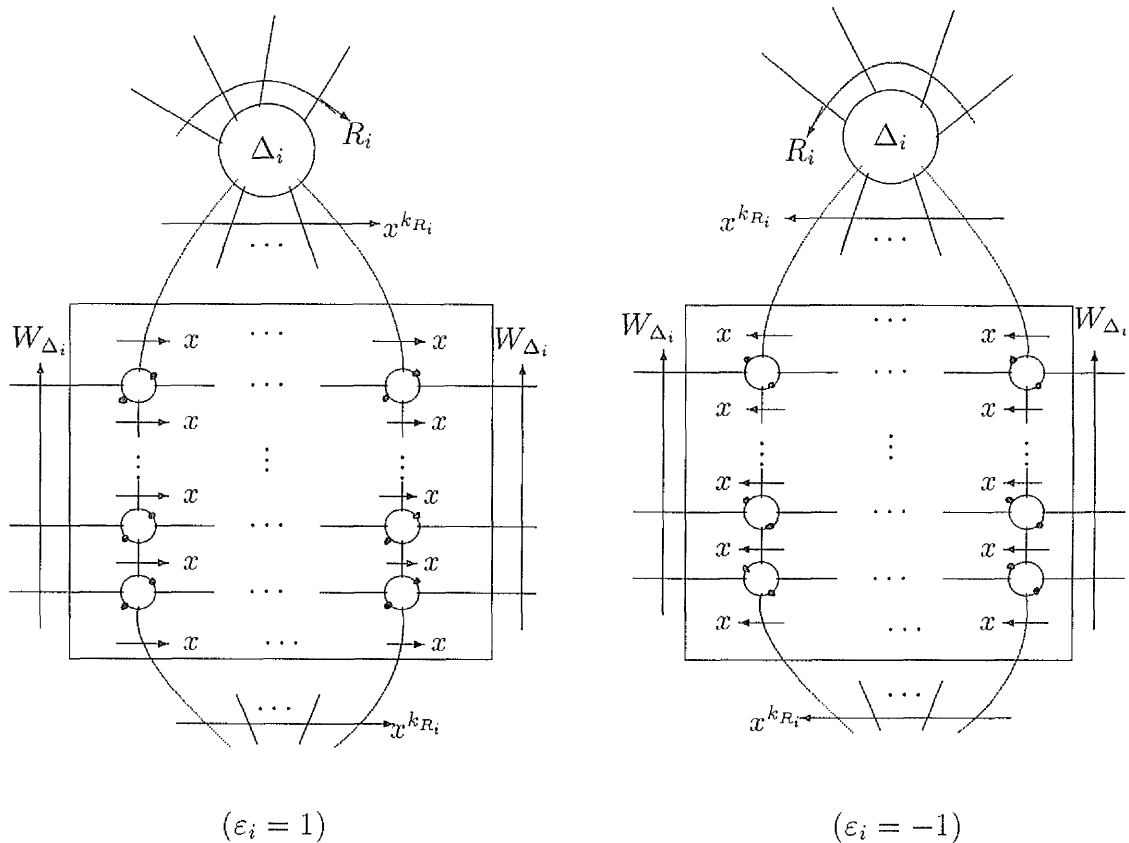 Δ_i Δ_i
R_i R_i
x^{k_{R_i}} x^{k_{R_i}}
... ...
W_{Δ_i} x ... x W_{Δ_i} W_{Δ_i} x ... x W_{Δ_i}
... ...
x x x x
⋮ ⋮ ⋮ ⋮ ⋮ ⋮
x x x x
... ...
x x x x
... ...
x ... x x ... x
... x^{k_{R_i}} x^{k_{R_i}} ...
(ε_i = 1) (ε_i = −1)